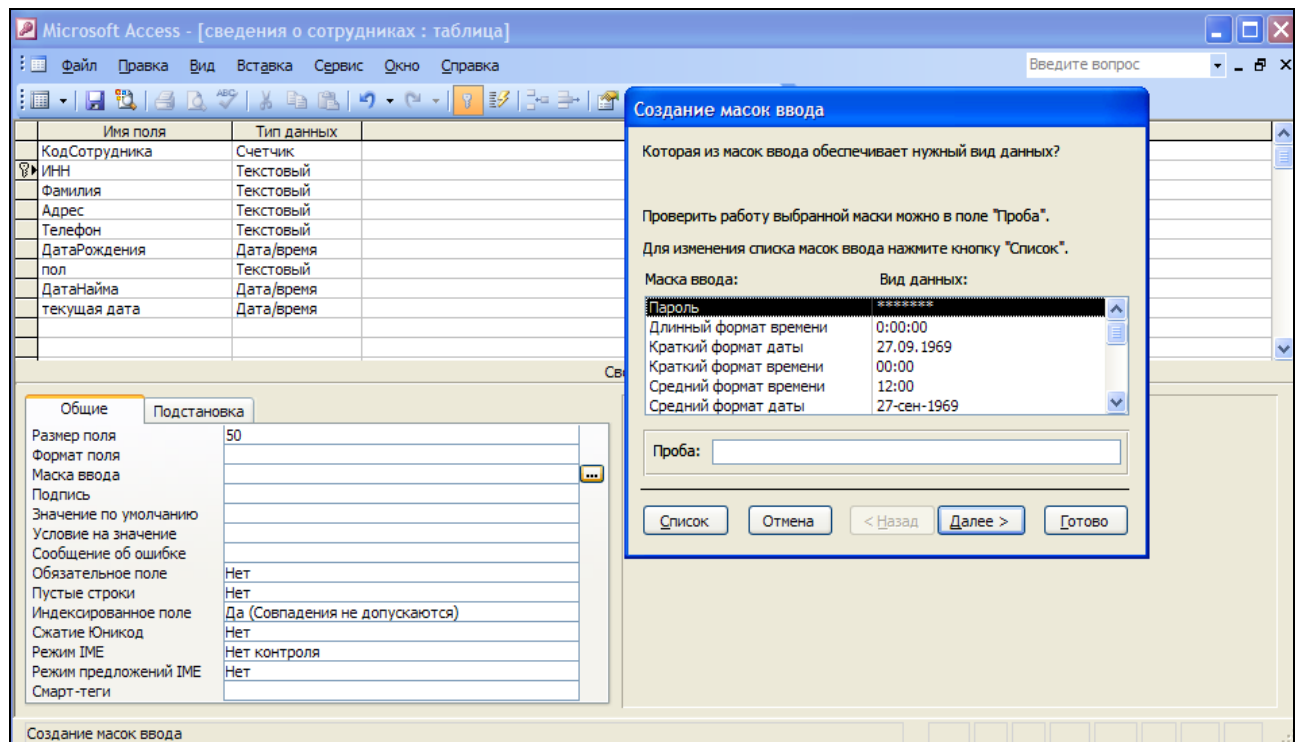 Microsoft Access - [сведения о сотрудниках : таблица]
Файл Правка Вид Вставка Сервис Окно Справка Введите вопрос
Имя поля Тип данных
КодСотрудника Счетчик
ИНН Текстовый
Фамилия Текстовый
Адрес Текстовый
Телефон Текстовый
ДатаРождения Дата/время
пол Текстовый
ДатаНайма Дата/время
текущая дата Дата/время
Св
Общие Подстановка
Размер поля 50
Формат поля
Маска ввода ...
Подпись
Значение по умолчанию
Условие на значение
Сообщение об ошибке
Обязательное поле Нет
Пустые строки Нет
Индексированное поле Да (Совпадения не допускаются)
Сжатие Юникод Нет
Режим IME Нет контроля
Режим предложений IME Нет
Смарт-теги
Создание масок ввода
Которая из масок ввода обеспечивает нужный вид данных?
Проверить работу выбранной маски можно в поле "Проба".
Для изменения списка масок ввода нажмите кнопку "Список".
Маска ввода: Вид данных:
Пароль *******
Длинный формат времени 0:00:00
Краткий формат даты 27.09.1969
Краткий формат времени 00:00
Средний формат времени 12:00
Средний формат даты 27-сен-1969
Проба:
Список Отмена < Назад Далее > Готово
Создание масок ввода